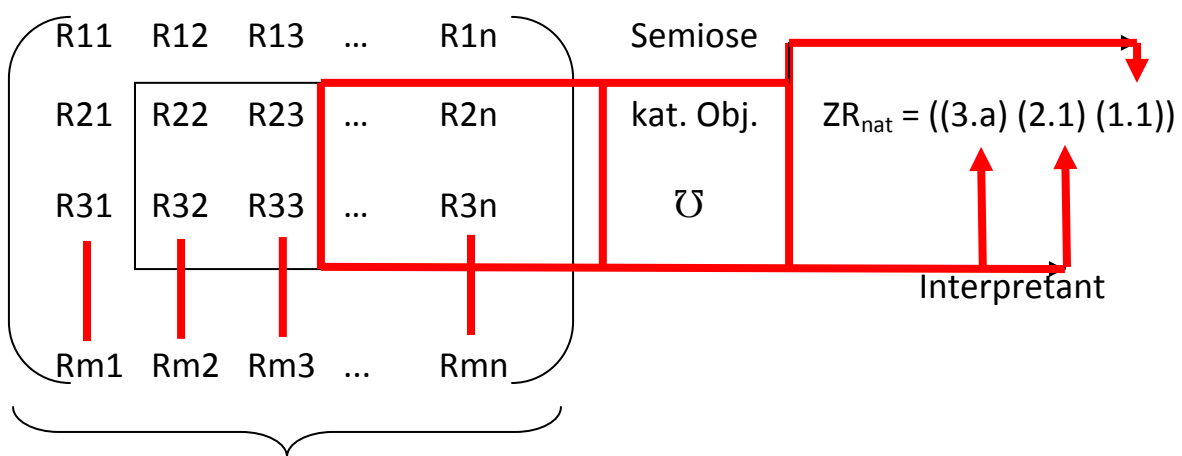 R11 R12 R13 ... R1n Semiose
R21 R22 R23 ... R2n kat. Obj. ZRnat = ((3.a) (2.1) (1.1))
R31 R32 R33 ... R3n ℧
Interpretant
Rm1 Rm2 Rm3 ... Rmn